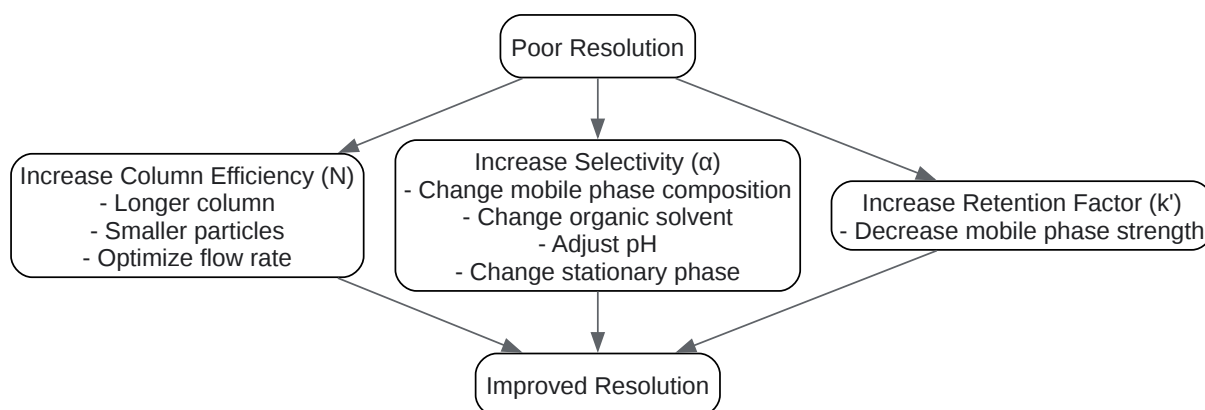 Poor Resolution
Increase Column Efficiency (N)
- Longer column
- Smaller particles
- Optimize flow rate
Increase Selectivity (α)
- Change mobile phase composition
- Change organic solvent
- Adjust pH
- Change stationary phase
Increase Retention Factor (k')
- Decrease mobile phase strength
Improved Resolution